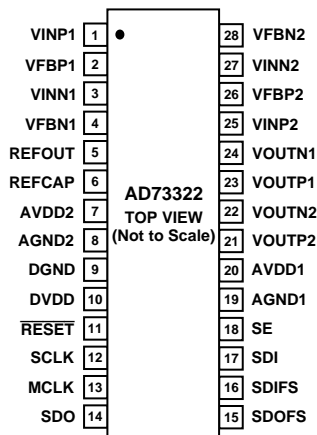 VINP1 1
VFBP1 2
VINN1 3
VFBN1 4
REFOUT 5
REFCAP 6
AVDD2 7
AGND2 8
DGND 9
DVDD 10
RESET 11
SCLK 12
MCLK 13
SDO 14
AD73322
TOP VIEW
(Not to Scale)
28 VFBN2
27 VINN2
26 VFBP2
25 VINP2
24 VOUTN1
23 VOUTP1
22 VOUTN2
21 VOUTP2
20 AVDD1
19 AGND1
18 SE
17 SDI
16 SDIFS
15 SDOFS